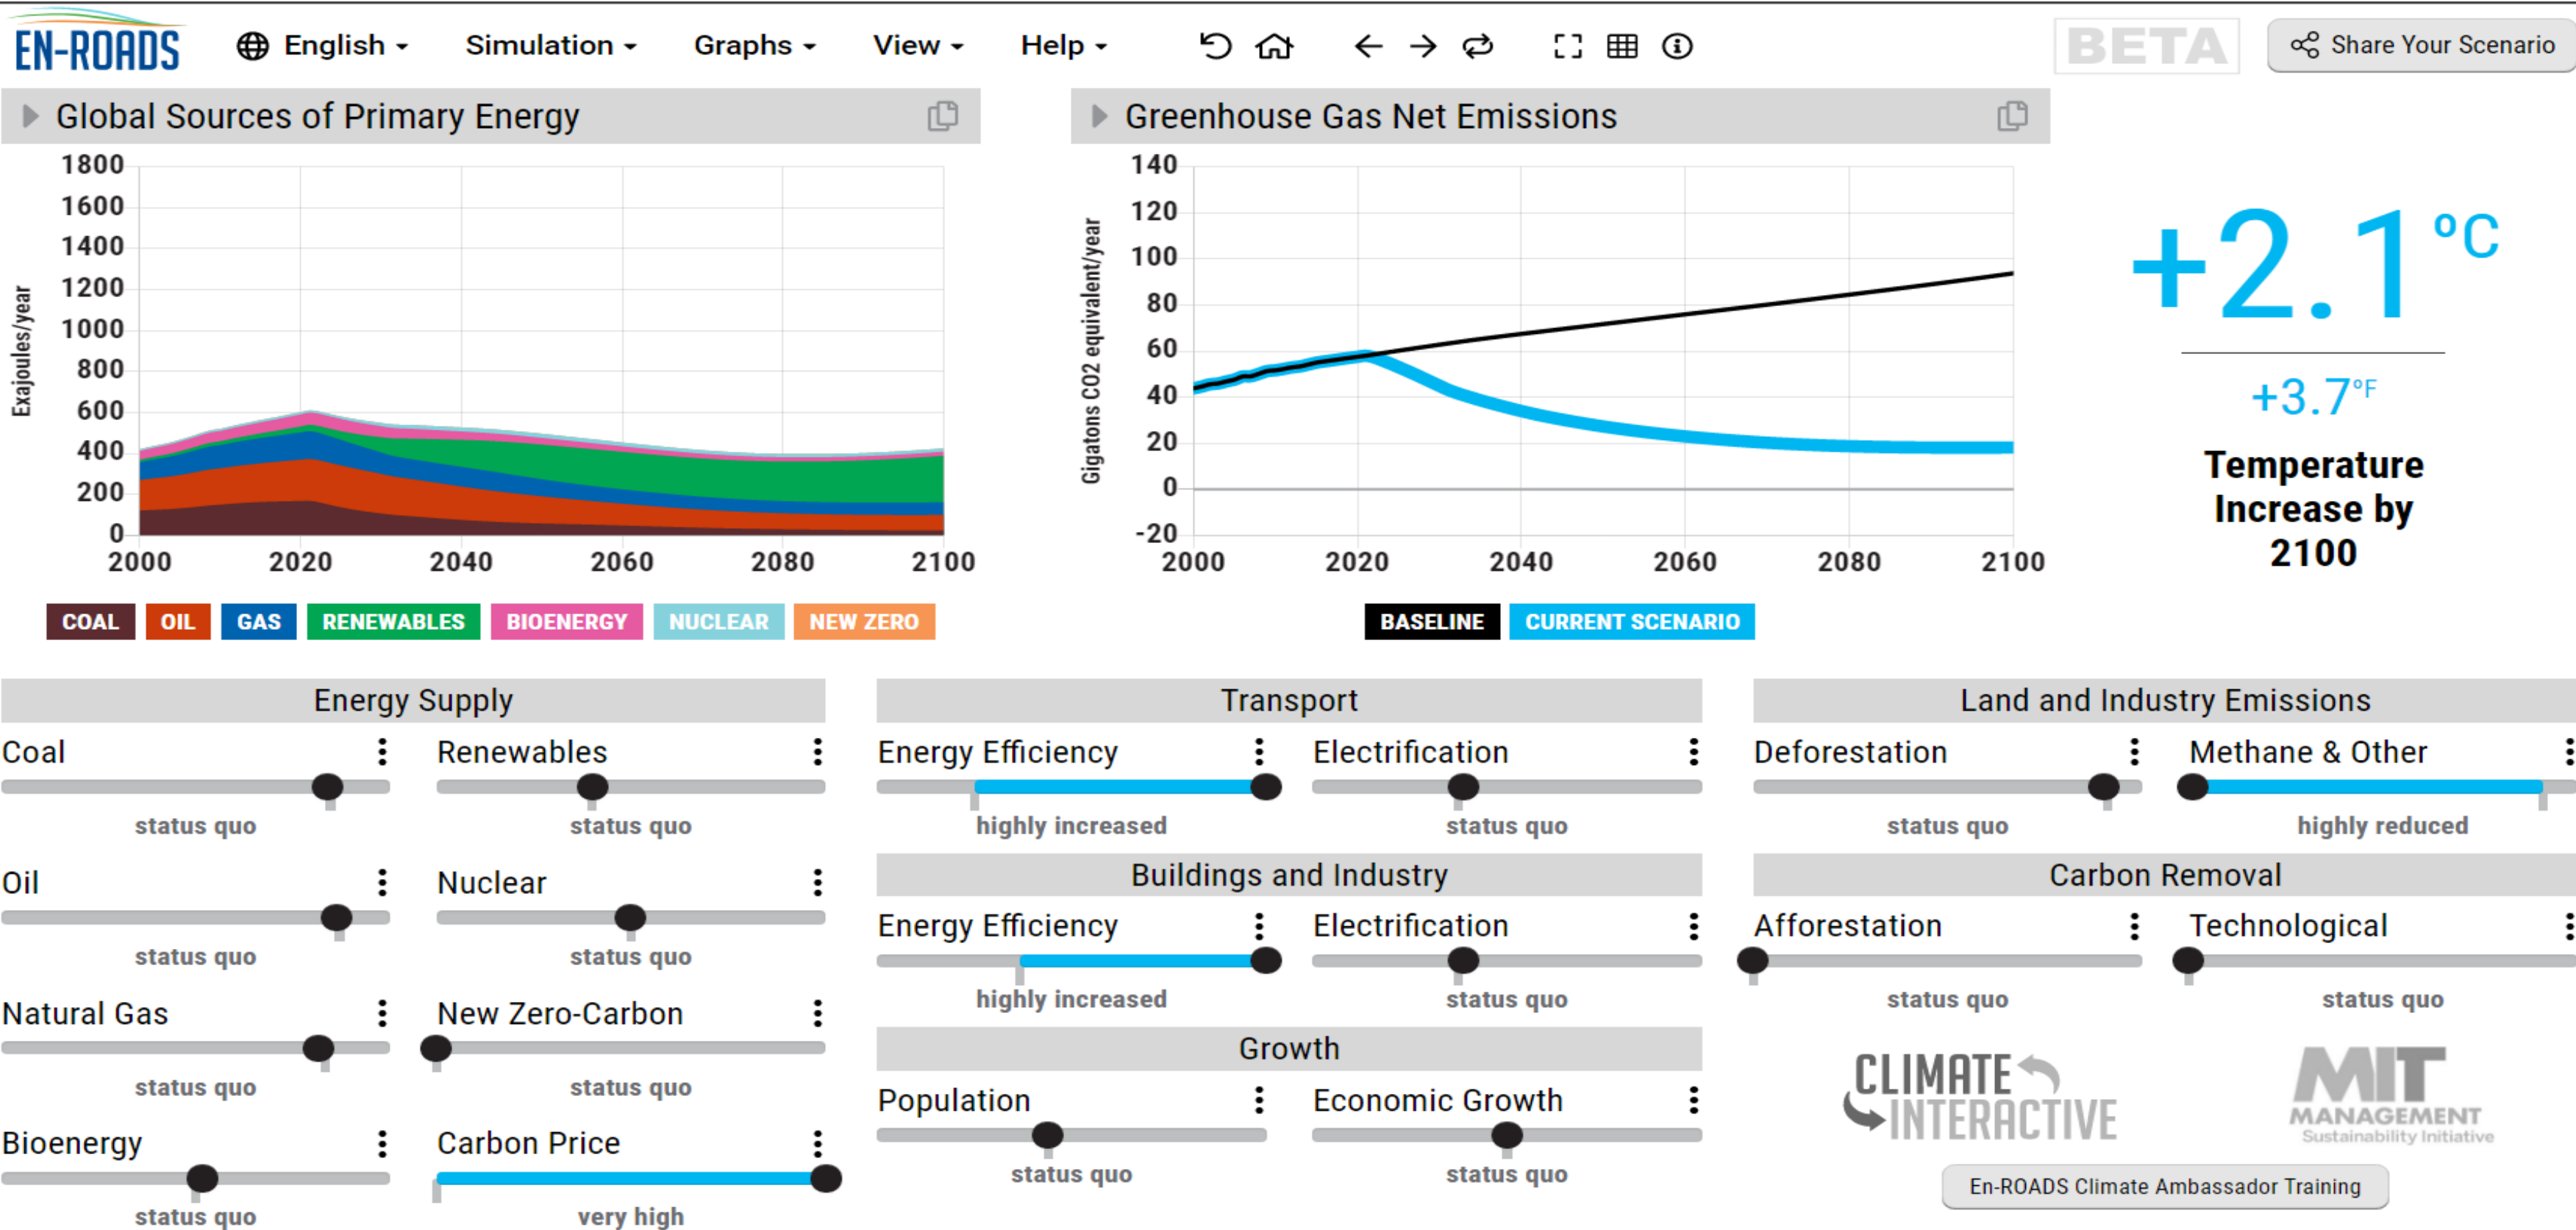 EN-ROADS English Simulation Graphs View Help BETA Share Your Scenario
Global Sources of Primary Energy
1800
1600
1400
1200
1000
800
600
400
200
0
Exajoules/year
2000 2020 2040 2060 2080 2100
COAL OIL GAS RENEWABLES BIOENERGY NUCLEAR NEW ZERO
Greenhouse Gas Net Emissions
140
120
100
80
60
40
20
0
-20
Gigatons CO2 equivalent/year
2000 2020 2040 2060 2080 2100
BASELINE CURRENT SCENARIO
+2.1 °C
+3.7°F
Temperature
Increase by
2100
Energy Supply
Coal
status quo
Renewables
status quo
Oil
status quo
Nuclear
status quo
Natural Gas
status quo
New Zero-Carbon
status quo
Bioenergy
status quo
Carbon Price
very high
Transport
Energy Efficiency
highly increased
Electrification
status quo
Buildings and Industry
Energy Efficiency
highly increased
Electrification
status quo
Growth
Population
status quo
Economic Growth
status quo
Land and Industry Emissions
Deforestation
status quo
Methane & Other
highly reduced
Carbon Removal
Afforestation
status quo
Technological
status quo
CLIMATE
INTERACTIVE
MIT
MANAGEMENT
Sustainability Initiative
En-ROADS Climate Ambassador Training